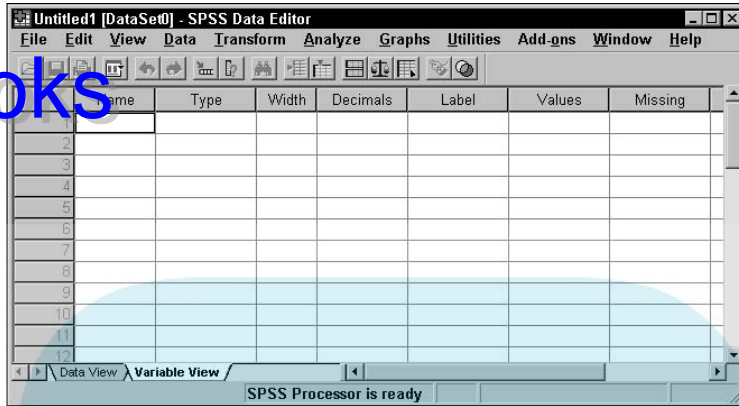 Untitled1 [DataSet0] - SPSS Data Editor
File Edit View Data Transform Analyze Graphs Utilities Add-ons Window Help
oks
ame Type Width Decimals Label Values Missing
1
2
3
4
5
6
7
8
9
10
11
12
Data View Variable View
SPSS Processor is ready